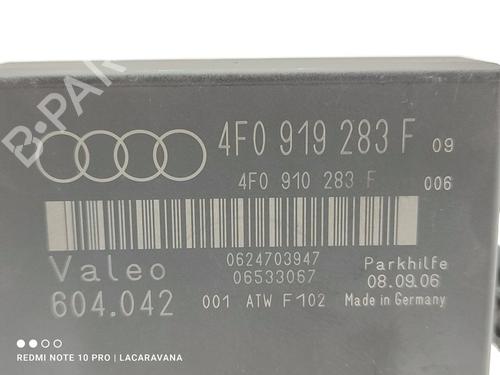 B-PAR
4F0 919 283 F 09
4F0 910 283 F 006
Valeo 0624703947 Parkhilfe
06533067 08.09.06
604.042 001 ATW F102 Made in Germany
REDMI NOTE 10 PRO | LACARAVANA